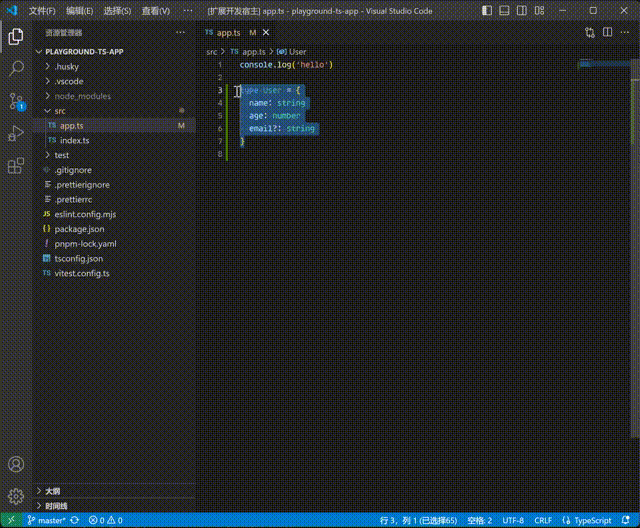 文件(F) 编辑(E) 选择(S) 查看(V) ··· [扩展开发宿主] app.ts - playground-ts-app - Visual Studio Code
资源管理器 ···
PLAYGROUND-TS-APP
.husky
.vscode
node_modules
src
TS app.ts M
TS index.ts
test
.gitignore
.prettierignore
.prettierrc
JS eslint.config.mjs
{ } package.json
! pnpm-lock.yaml
TS tsconfig.json
TS vitest.config.ts
大纲
时间线
1
TS app.ts M
src > TS app.ts > User
1 console.log('hello')
2
3 type User = {
4 name: string
5 age: number
6 email?: string
7 }
8
master* 0 0 行 3，列 1 (已选择65) 空格: 2 UTF-8 CRLF {} TypeScript